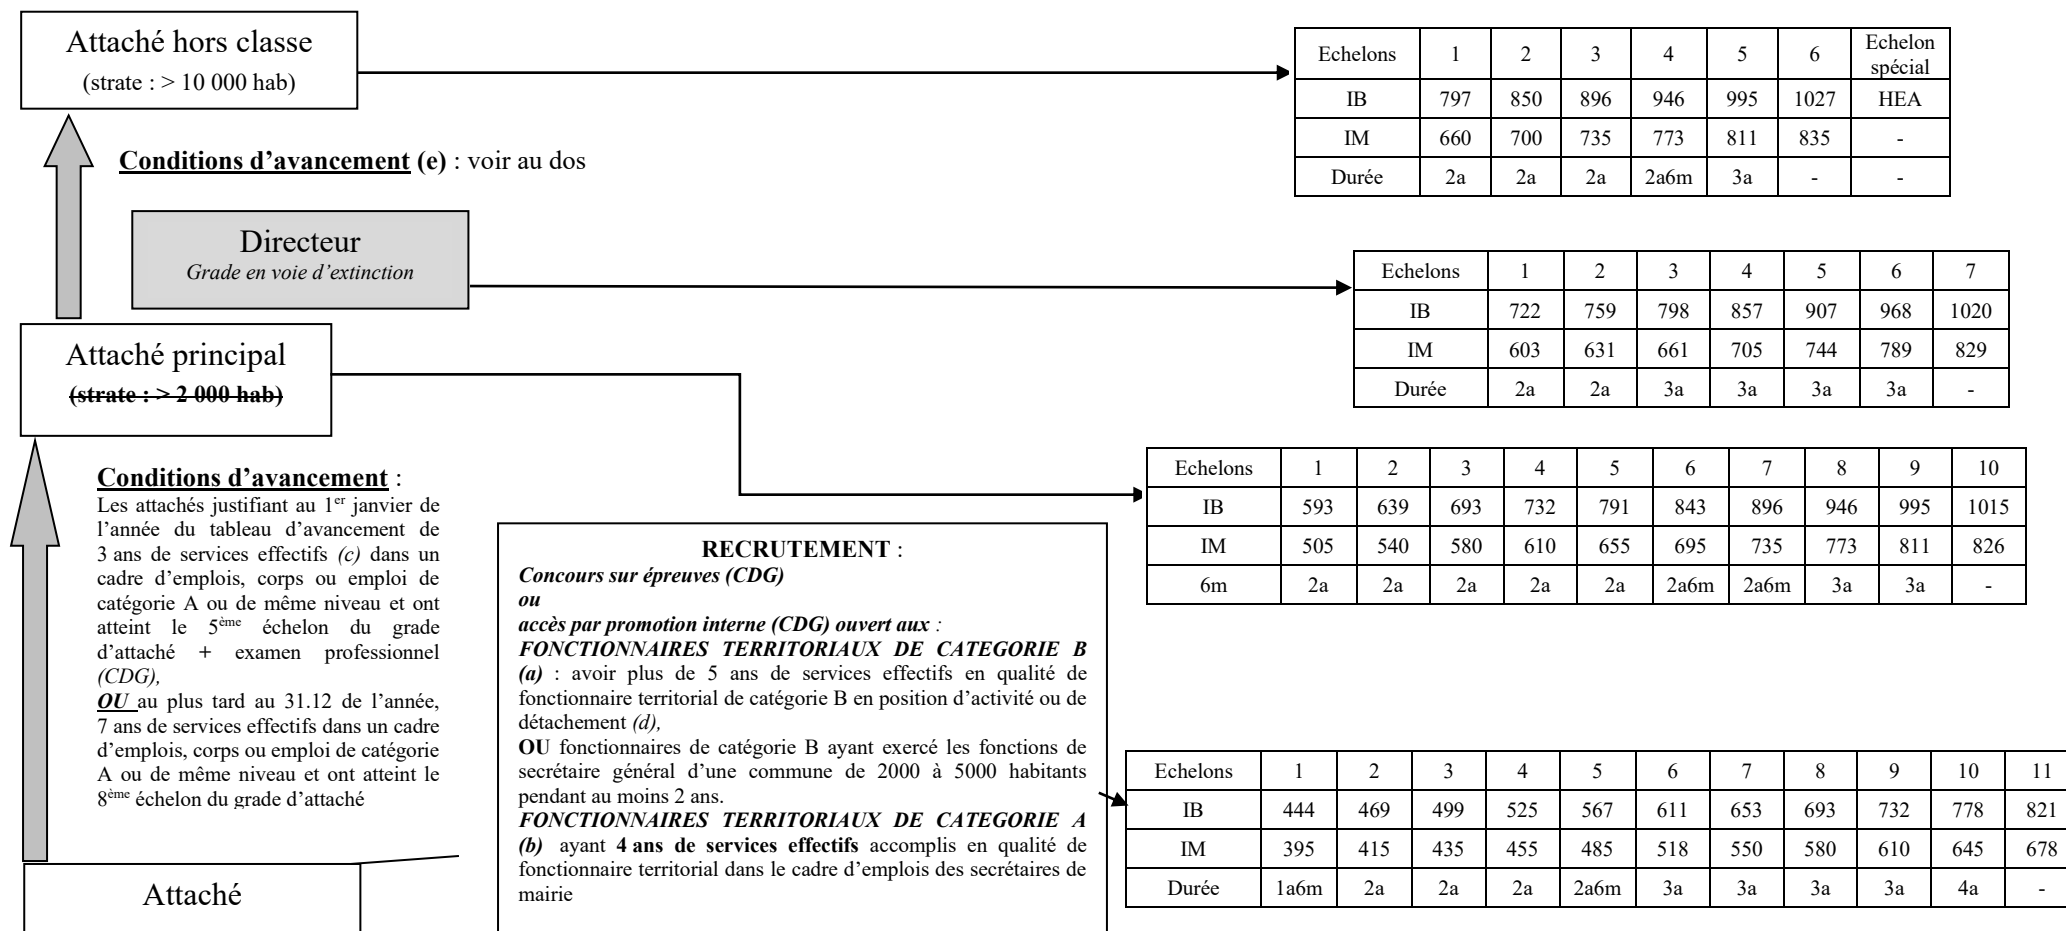 Attaché hors classe
(strate : > 10 000 hab)
Echelons 1 2 3 4 5 6 Echelon spécial
IB 797 850 896 946 995 1027 HEA
IM 660 700 735 773 811 835 -
Durée 2a 2a 2a 2a6m 3a - -
Conditions d’avancement (e) : voir au dos
Directeur
Grade en voie d’extinction
Echelons 1 2 3 4 5 6 7
IB 722 759 798 857 907 968 1020
IM 603 631 661 705 744 789 829
Durée 2a 2a 3a 3a 3a 3a -
Attaché principal
(strate : > 2 000 hab)
Echelons 1 2 3 4 5 6 7 8 9 10
IB 593 639 693 732 791 843 896 946 995 1015
IM 505 540 580 610 655 695 735 773 811 826
6m 2a 2a 2a 2a 2a 2a6m 2a6m 3a 3a -
Conditions d’avancement :
Les attachés justifiant au 1er janvier de
l’année du tableau d’avancement de
3 ans de services effectifs (c) dans un
cadre d’emplois, corps ou emploi de
catégorie A ou de même niveau et ont
atteint le 5ème échelon du grade
d’attaché + examen professionnel
(CDG),
OU au plus tard au 31.12 de l’année,
7 ans de services effectifs dans un cadre
d’emplois, corps ou emploi de catégorie
A ou de même niveau et ont atteint le
8ème échelon du grade d’attaché
RECRUTEMENT :
Concours sur épreuves (CDG)
ou
accès par promotion interne (CDG) ouvert aux :
FONCTIONNAIRES TERRITORIAUX DE CATEGORIE B
(a) : avoir plus de 5 ans de services effectifs en qualité de
fonctionnaire territorial de catégorie B en position d’activité ou de
détachement (d),
OU fonctionnaires de catégorie B ayant exercé les fonctions de
secrétaire général d’une commune de 2000 à 5000 habitants
pendant au moins 2 ans.
FONCTIONNAIRES TERRITORIAUX DE CATEGORIE A
(b) ayant 4 ans de services effectifs accomplis en qualité de
fonctionnaire territorial dans le cadre d’emplois des secrétaires de
mairie
Echelons 1 2 3 4 5 6 7 8 9 10 11
IB 444 469 499 525 567 611 653 693 732 778 821
IM 395 415 435 455 485 518 550 580 610 645 678
Durée 1a6m 2a 2a 2a 2a6m 3a 3a 3a 3a 4a -
Attaché